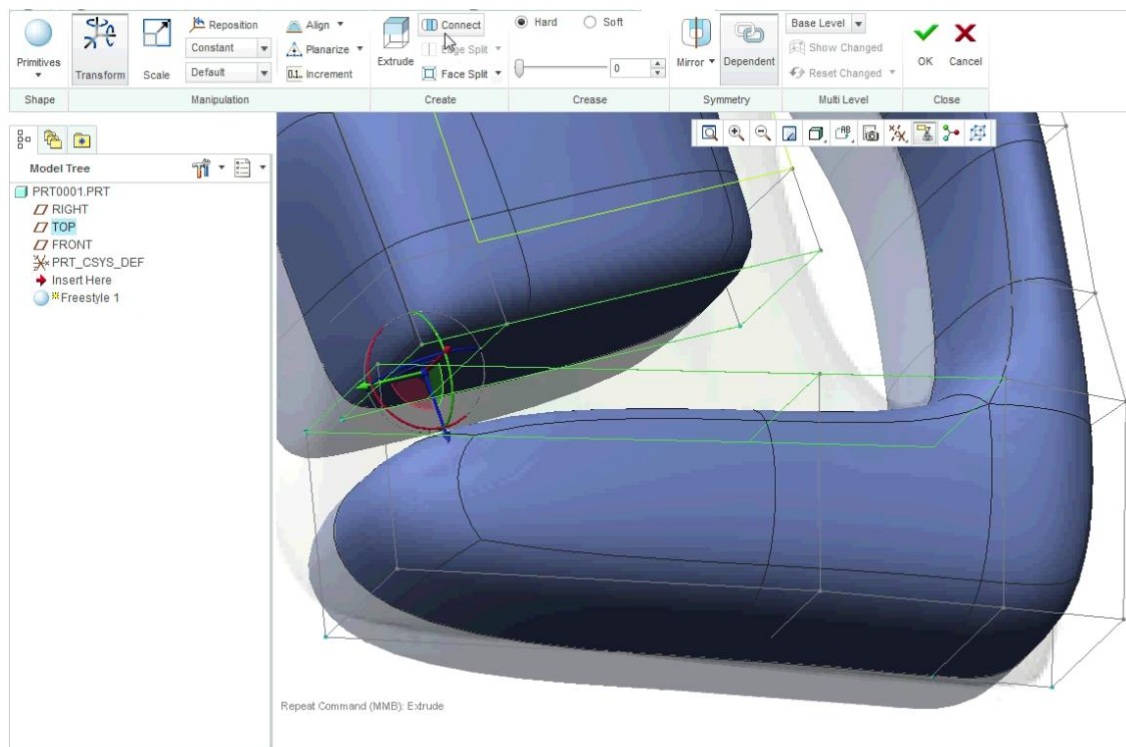 Reposition
Align
Connect
Hard
Soft
Base Level
Constant
Planarize
Edge Split
Show Changed
Primitives
Transform
Scale
Default
0.1.. Increment
Extrude
Face Split
0
Mirror
Dependent
Reset Changed
OK
Cancel
Shape
Manipulation
Create
Crease
Symmetry
Multi Level
Close
Model Tree
PRT0001.PRT
RIGHT
TOP
FRONT
PRT_CSYS_DEF
Insert Here
Freestyle 1
Repeat Command (MMB): Extrude